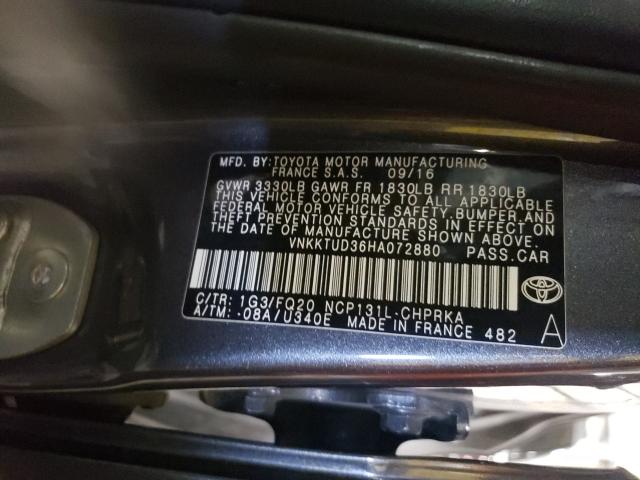 MFD. BY: TOYOTA MOTOR MANUFACTURING
FRANCE S.A.S. 09/16
GVWR 3330LB GAWR FR 1830LB RR 1830LB
THIS VEHICLE CONFORMS TO ALL APPLICABLE
FEDERAL MOTOR VEHICLE SAFETY, BUMPER, AND
THEFT PREVENTION STANDARDS IN EFFECT ON
THE DATE OF MANUFACTURE SHOWN ABOVE.
VNKKTUD36HA072880 PASS.CAR
C/TR: 1G3/FQ20 NCP131L-CHPRKA
A/TM: -08A/U340E MADE IN FRANCE 482
A